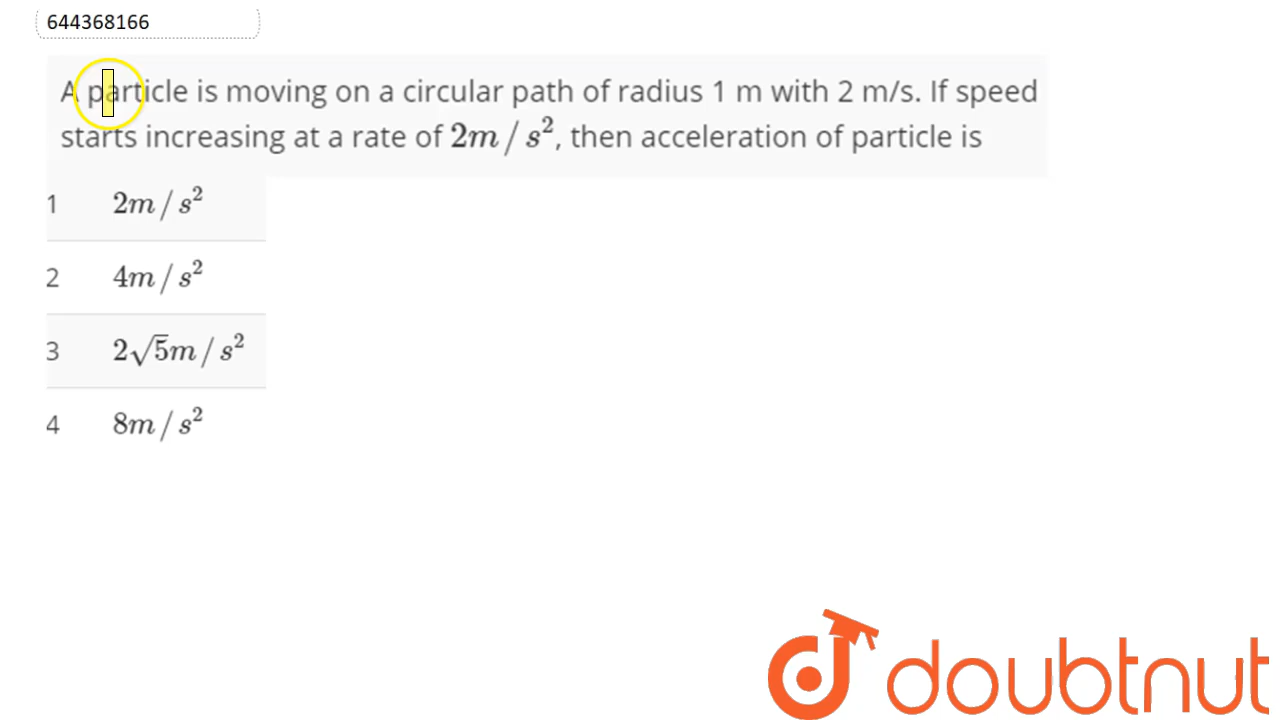 644368166
A particle is moving on a circular path of radius 1 m with 2 m/s. If speed
starts increasing at a rate of 2m / s², then acceleration of particle is
1 2m / s²
2 4m / s²
3 2√5m / s²
4 8m / s²
doubtnut